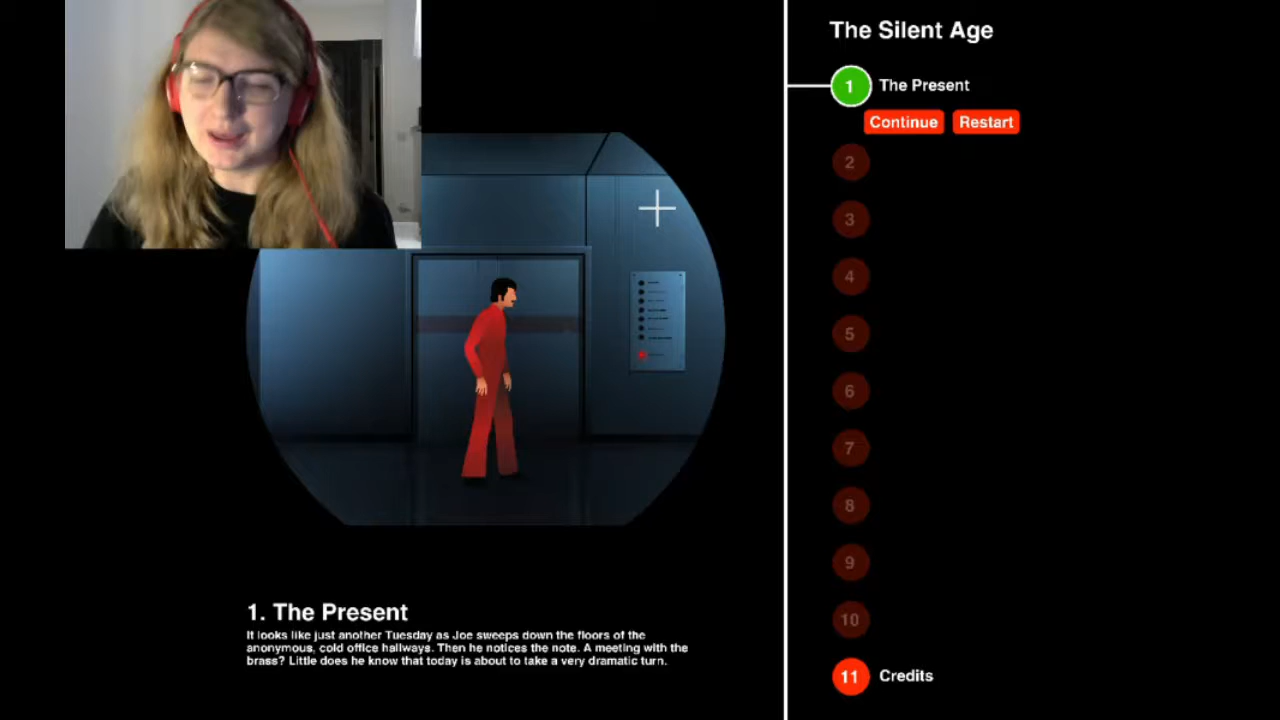 The Silent Age
1 The Present
Continue Restart
2
3
4
5
6
7
8
9
10
11 Credits
1. The Present
It looks like just another Tuesday as Joe sweeps down the floors of the
anonymous, cold office hallways. Then he notices the note. A meeting with the
brass? Little does he know that today is about to take a very dramatic turn.